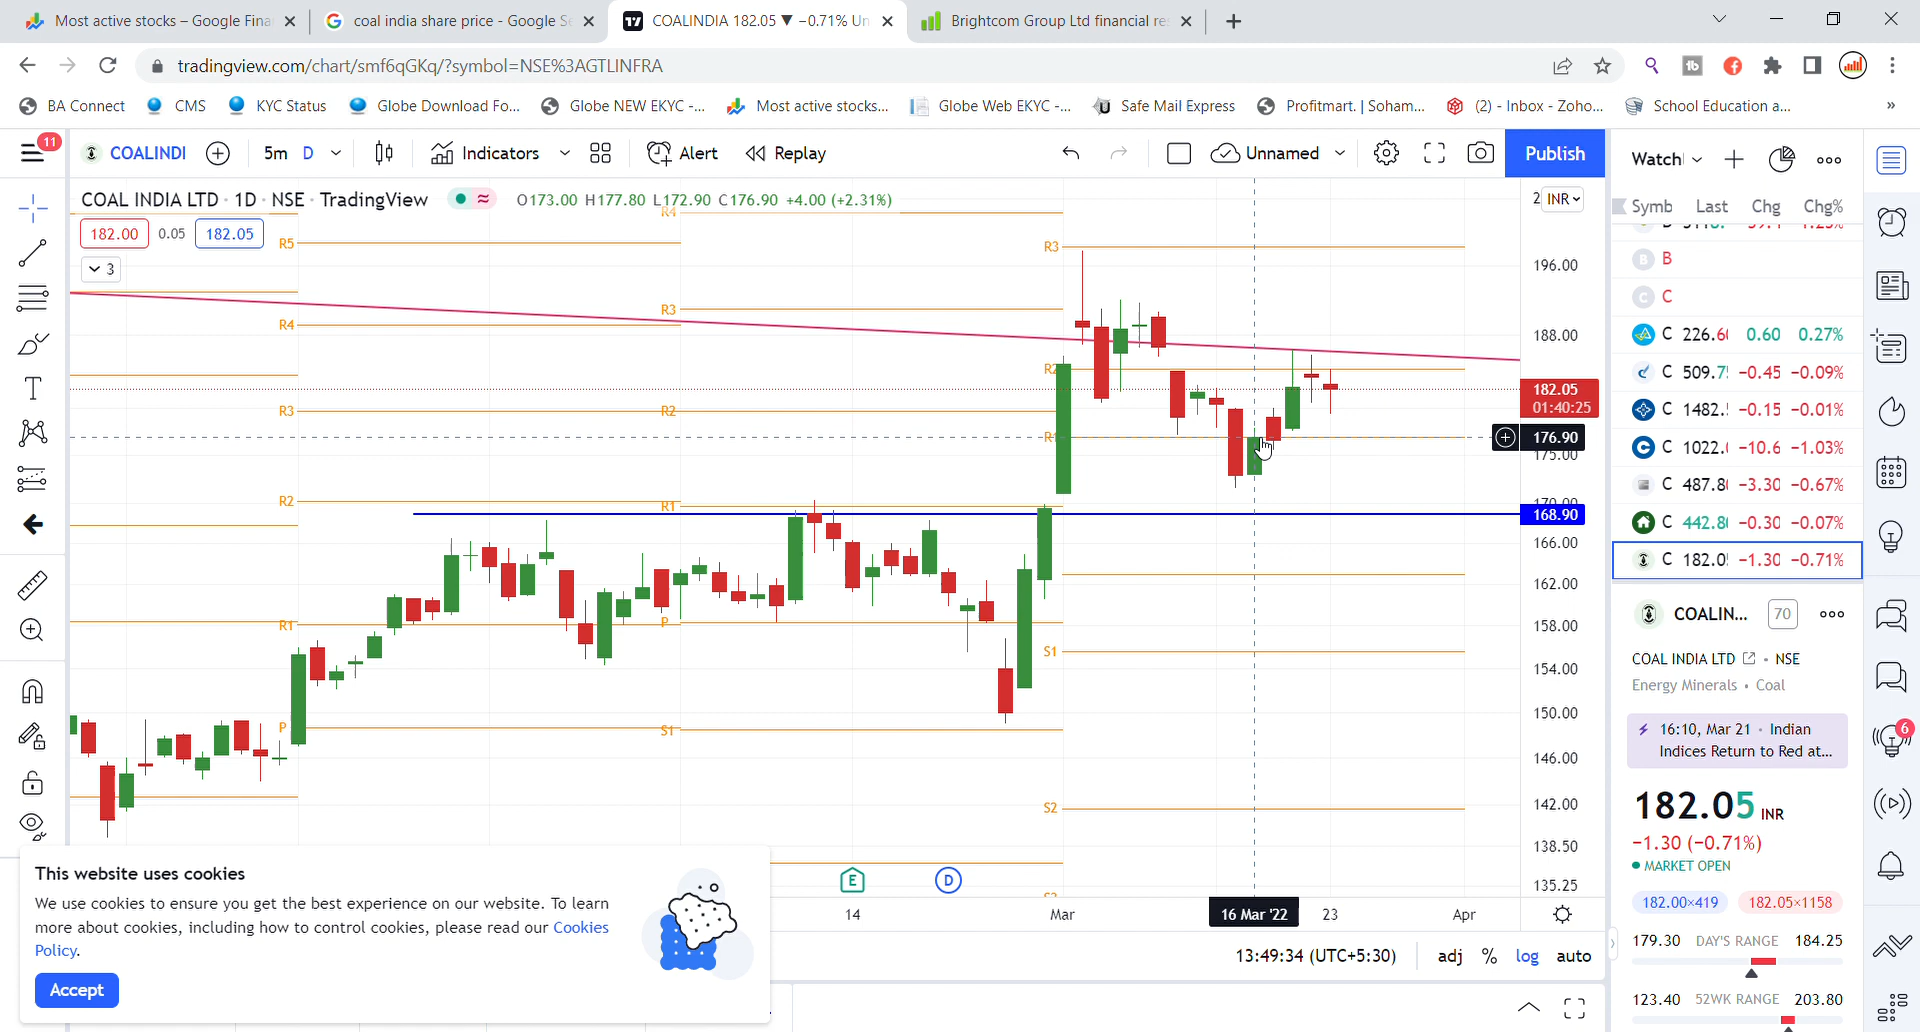 Most active stocks – Google Fina
coal india share price - Google Se
COALINDIA 182.05 ▼ −0.71% Un
Brightcom Group Ltd financial res
tradingview.com/chart/smf6qGKq/?symbol=NSE%3AGTLINFRA
BA Connect
CMS
KYC Status
Globe Download Fo...
Globe NEW EKYC -...
Most active stocks...
Globe Web EKYC -...
Safe Mail Express
Profitmart. | Soham...
(2) - Inbox - Zoho...
School Education a...
»
11
COALINDI
5m
D
Indicators
Alert
Replay
Unnamed
Publish
COAL INDIA LTD · 1D · NSE · TradingView
O173.00 H177.80 L172.90 C176.90 +4.00 (+2.31%)
182.00
0.05
182.05
3
R5
R4
R3
R2
R1
P
R4
R3
R2
R1
P
S1
R3
R2
R1
S1
S2
2
INR
196.00
188.00
182.05
01:40:25
176.90
175.00
170.00
168.90
166.00
162.00
158.00
154.00
150.00
146.00
142.00
138.50
135.25
E
D
14
Mar
16 Mar '22
23
Apr
13:49:34 (UTC+5:30)
adj
%
log
auto
This website uses cookies
We use cookies to ensure you get the best experience on our website. To learn
more about cookies, including how to control cookies, please read our Cookies
Policy.
Accept
Watch
Symb Last Chg Chg%
B B
C C
C 226.60 0.60 0.27%
C 509.7 −0.45 −0.09%
C 1482. −0.15 −0.01%
C 1022. −10.6 −1.03%
C 487.8 −3.30 −0.67%
C 442.8 −0.30 −0.07%
C 182.0 −1.30 −0.71%
COALIN...
70
COAL INDIA LTD • NSE
Energy Minerals • Coal
16:10, Mar 21 • Indian
Indices Return to Red at...
182.05 INR
−1.30 (−0.71%)
MARKET OPEN
182.00×419
182.05×1158
179.30 DAY'S RANGE 184.25
123.40 52WK RANGE 203.80
6